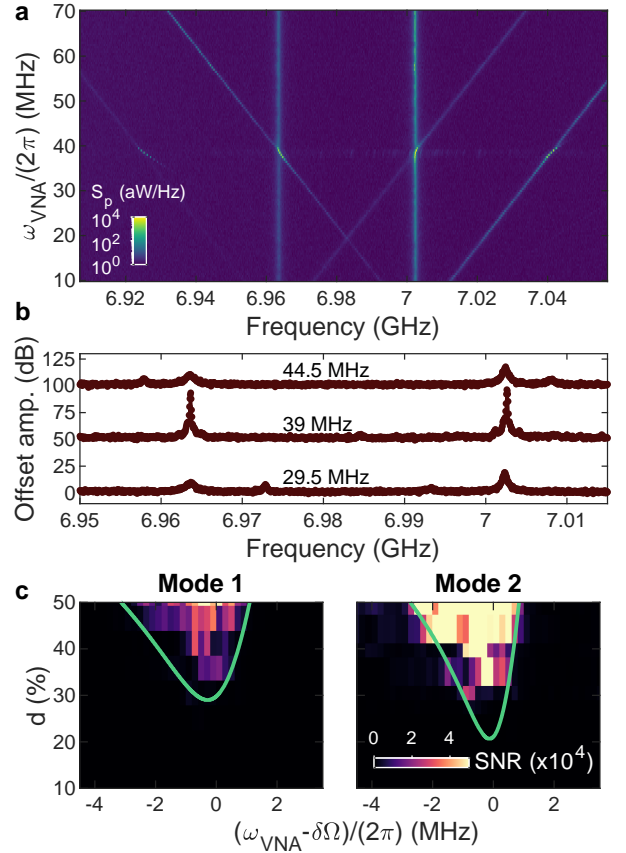 a
70
60
50
40
30
20
10
ω_VNA/(2π) (MHz)
S_p (aW/Hz)
10^4
10^2
10^0
6.92 6.94 6.96 6.98 7 7.02 7.04
Frequency (GHz)
b
125
100
75
50
25
0
Offset amp. (dB)
44.5 MHz
39 MHz
29.5 MHz
6.95 6.96 6.97 6.98 6.99 7 7.01
Frequency (GHz)
c
Mode 1 Mode 2
50
40
30
20
10
d (%)
0 2 4
SNR (x10^4)
-4 -2 0 2 -4 -2 0 2
(ω_VNA-δΩ)/(2π) (MHz)